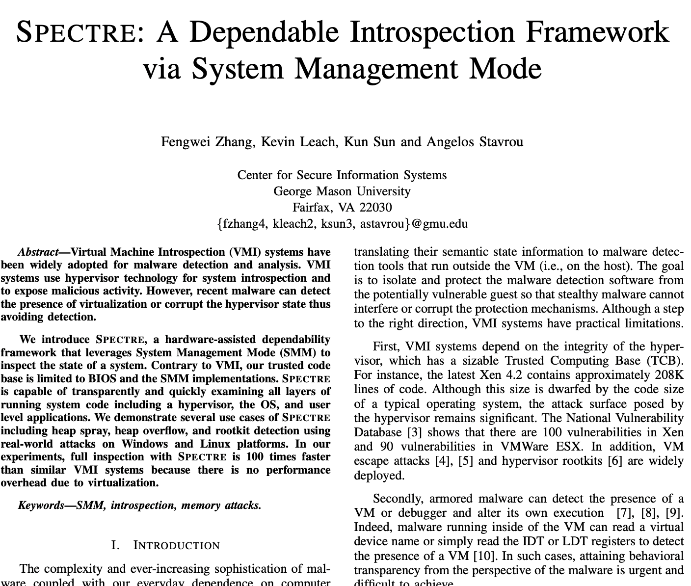 SPECTRE: A Dependable Introspection Framework
via System Management Mode
Fengwei Zhang, Kevin Leach, Kun Sun and Angelos Stavrou
Center for Secure Information Systems
George Mason University
Fairfax, VA 22030
{fzhang4, kleach2, ksun3, astavrou}@gmu.edu
Abstract—Virtual Machine Introspection (VMI) systems have
been widely adopted for malware detection and analysis. VMI
systems use hypervisor technology for system introspection and
to expose malicious activity. However, recent malware can detect
the presence of virtualization or corrupt the hypervisor state thus
avoiding detection.
We introduce SPECTRE, a hardware-assisted dependability
framework that leverages System Management Mode (SMM) to
inspect the state of a system. Contrary to VMI, our trusted code
base is limited to BIOS and the SMM implementations. SPECTRE
is capable of transparently and quickly examining all layers of
running system code including a hypervisor, the OS, and user
level applications. We demonstrate several use cases of SPECTRE
including heap spray, heap overflow, and rootkit detection using
real-world attacks on Windows and Linux platforms. In our
experiments, full inspection with SPECTRE is 100 times faster
than similar VMI systems because there is no performance
overhead due to virtualization.
Keywords—SMM, introspection, memory attacks.
I. INTRODUCTION
The complexity and ever-increasing sophistication of mal-
ware coupled with our everyday dependence on computer
translating their semantic state information to malware detec-
tion tools that run outside the VM (i.e., on the host). The goal
is to isolate and protect the malware detection software from
the potentially vulnerable guest so that stealthy malware cannot
interfere or corrupt the protection mechanisms. Although a step
to the right direction, VMI systems have practical limitations.
First, VMI systems depend on the integrity of the hyper-
visor, which has a sizable Trusted Computing Base (TCB).
For instance, the latest Xen 4.2 contains approximately 208K
lines of code. Although this size is dwarfed by the code size
of a typical operating system, the attack surface posed by
the hypervisor remains significant. The National Vulnerability
Database [3] shows that there are 100 vulnerabilities in Xen
and 90 vulnerabilities in VMWare ESX. In addition, VM
escape attacks [4], [5] and hypervisor rootkits [6] are widely
deployed.
Secondly, armored malware can detect the presence of a
VM or debugger and alter its own execution [7], [8], [9].
Indeed, malware running inside of the VM can read a virtual
device name or simply read the IDT or LDT registers to detect
the presence of a VM [10]. In such cases, attaining behavioral
transparency from the perspective of the malware is urgent and
difficult to achieve.